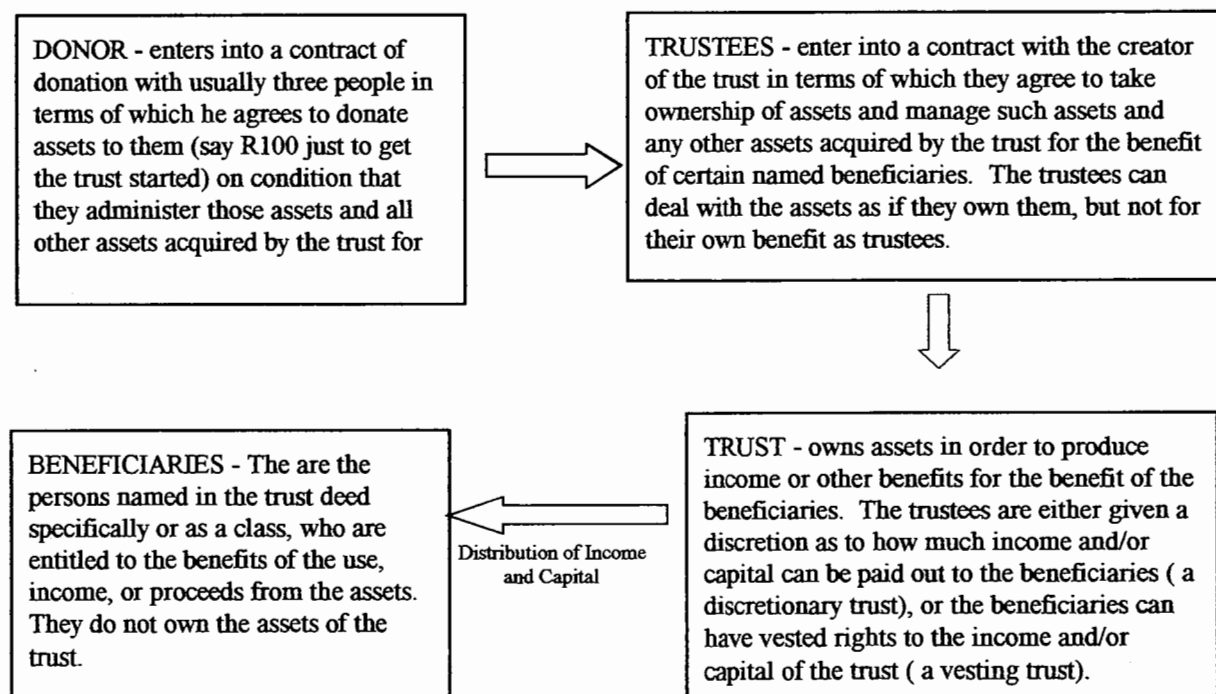 DONOR - enters into a contract of
donation with usually three people in
terms of which he agrees to donate
assets to them (say R100 just to get
the trust started) on condition that
they administer those assets and all
other assets acquired by the trust for
TRUSTEES - enter into a contract with the creator
of the trust in terms of which they agree to take
ownership of assets and manage such assets and
any other assets acquired by the trust for the benefit
of certain named beneficiaries. The trustees can
deal with the assets as if they own them, but not for
their own benefit as trustees.
BENEFICIARIES - The are the
persons named in the trust deed
specifically or as a class, who are
entitled to the benefits of the use,
income, or proceeds from the assets.
They do not own the assets of the
trust.
Distribution of Income
and Capital
TRUST - owns assets in order to produce
income or other benefits for the benefit of the
beneficiaries. The trustees are either given a
discretion as to how much income and/or
capital can be paid out to the beneficiaries ( a
discretionary trust), or the beneficiaries can
have vested rights to the income and/or
capital of the trust ( a vesting trust).